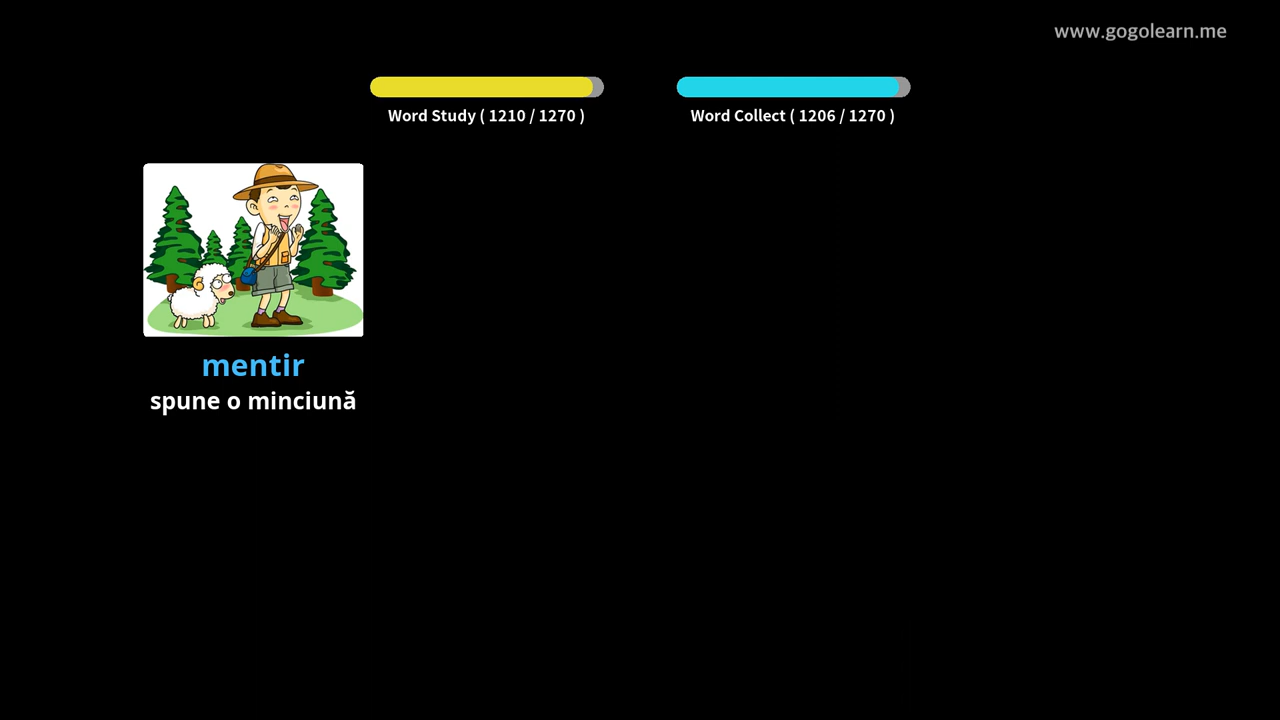 www.gogolearn.me
Word Study ( 1210 / 1270 )
Word Collect ( 1206 / 1270 )
mentir
spune o minciună